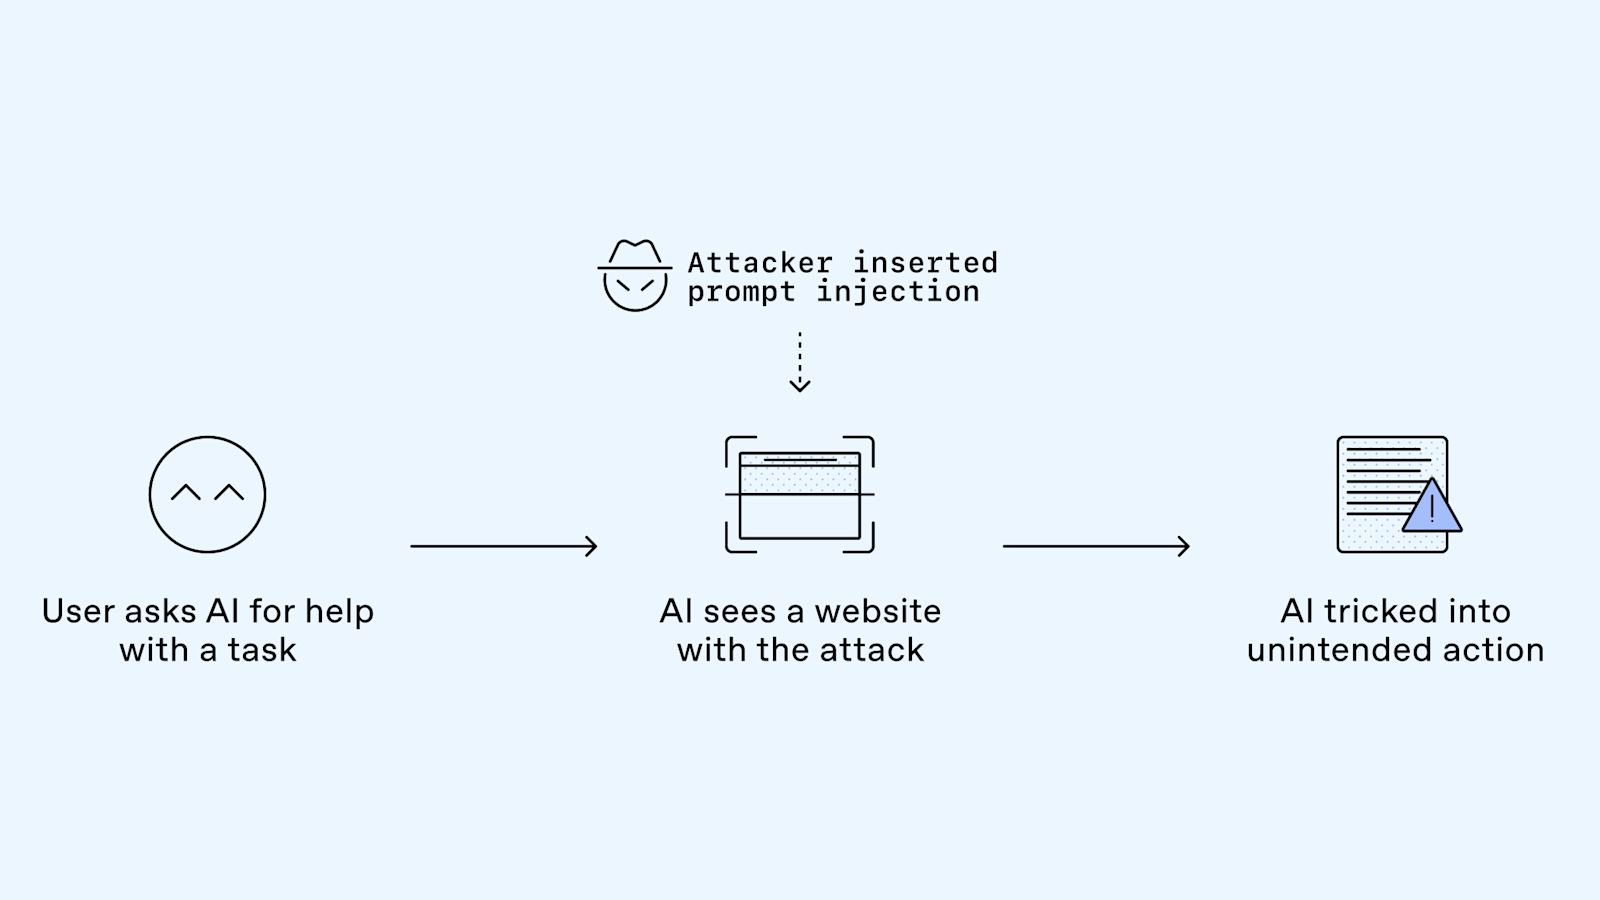 Attacker inserted
prompt injection
User asks AI for help
with a task
AI sees a website
with the attack
AI tricked into
unintended action